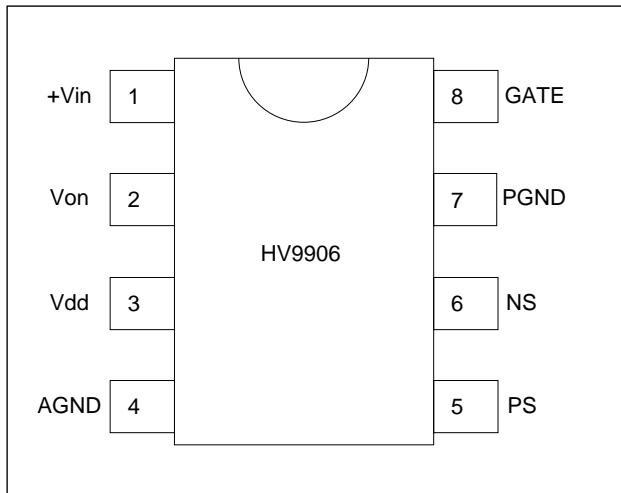 +Vin 1 8 GATE
Von 2 7 PGND
HV9906
Vdd 3 6 NS
AGND 4 5 PS